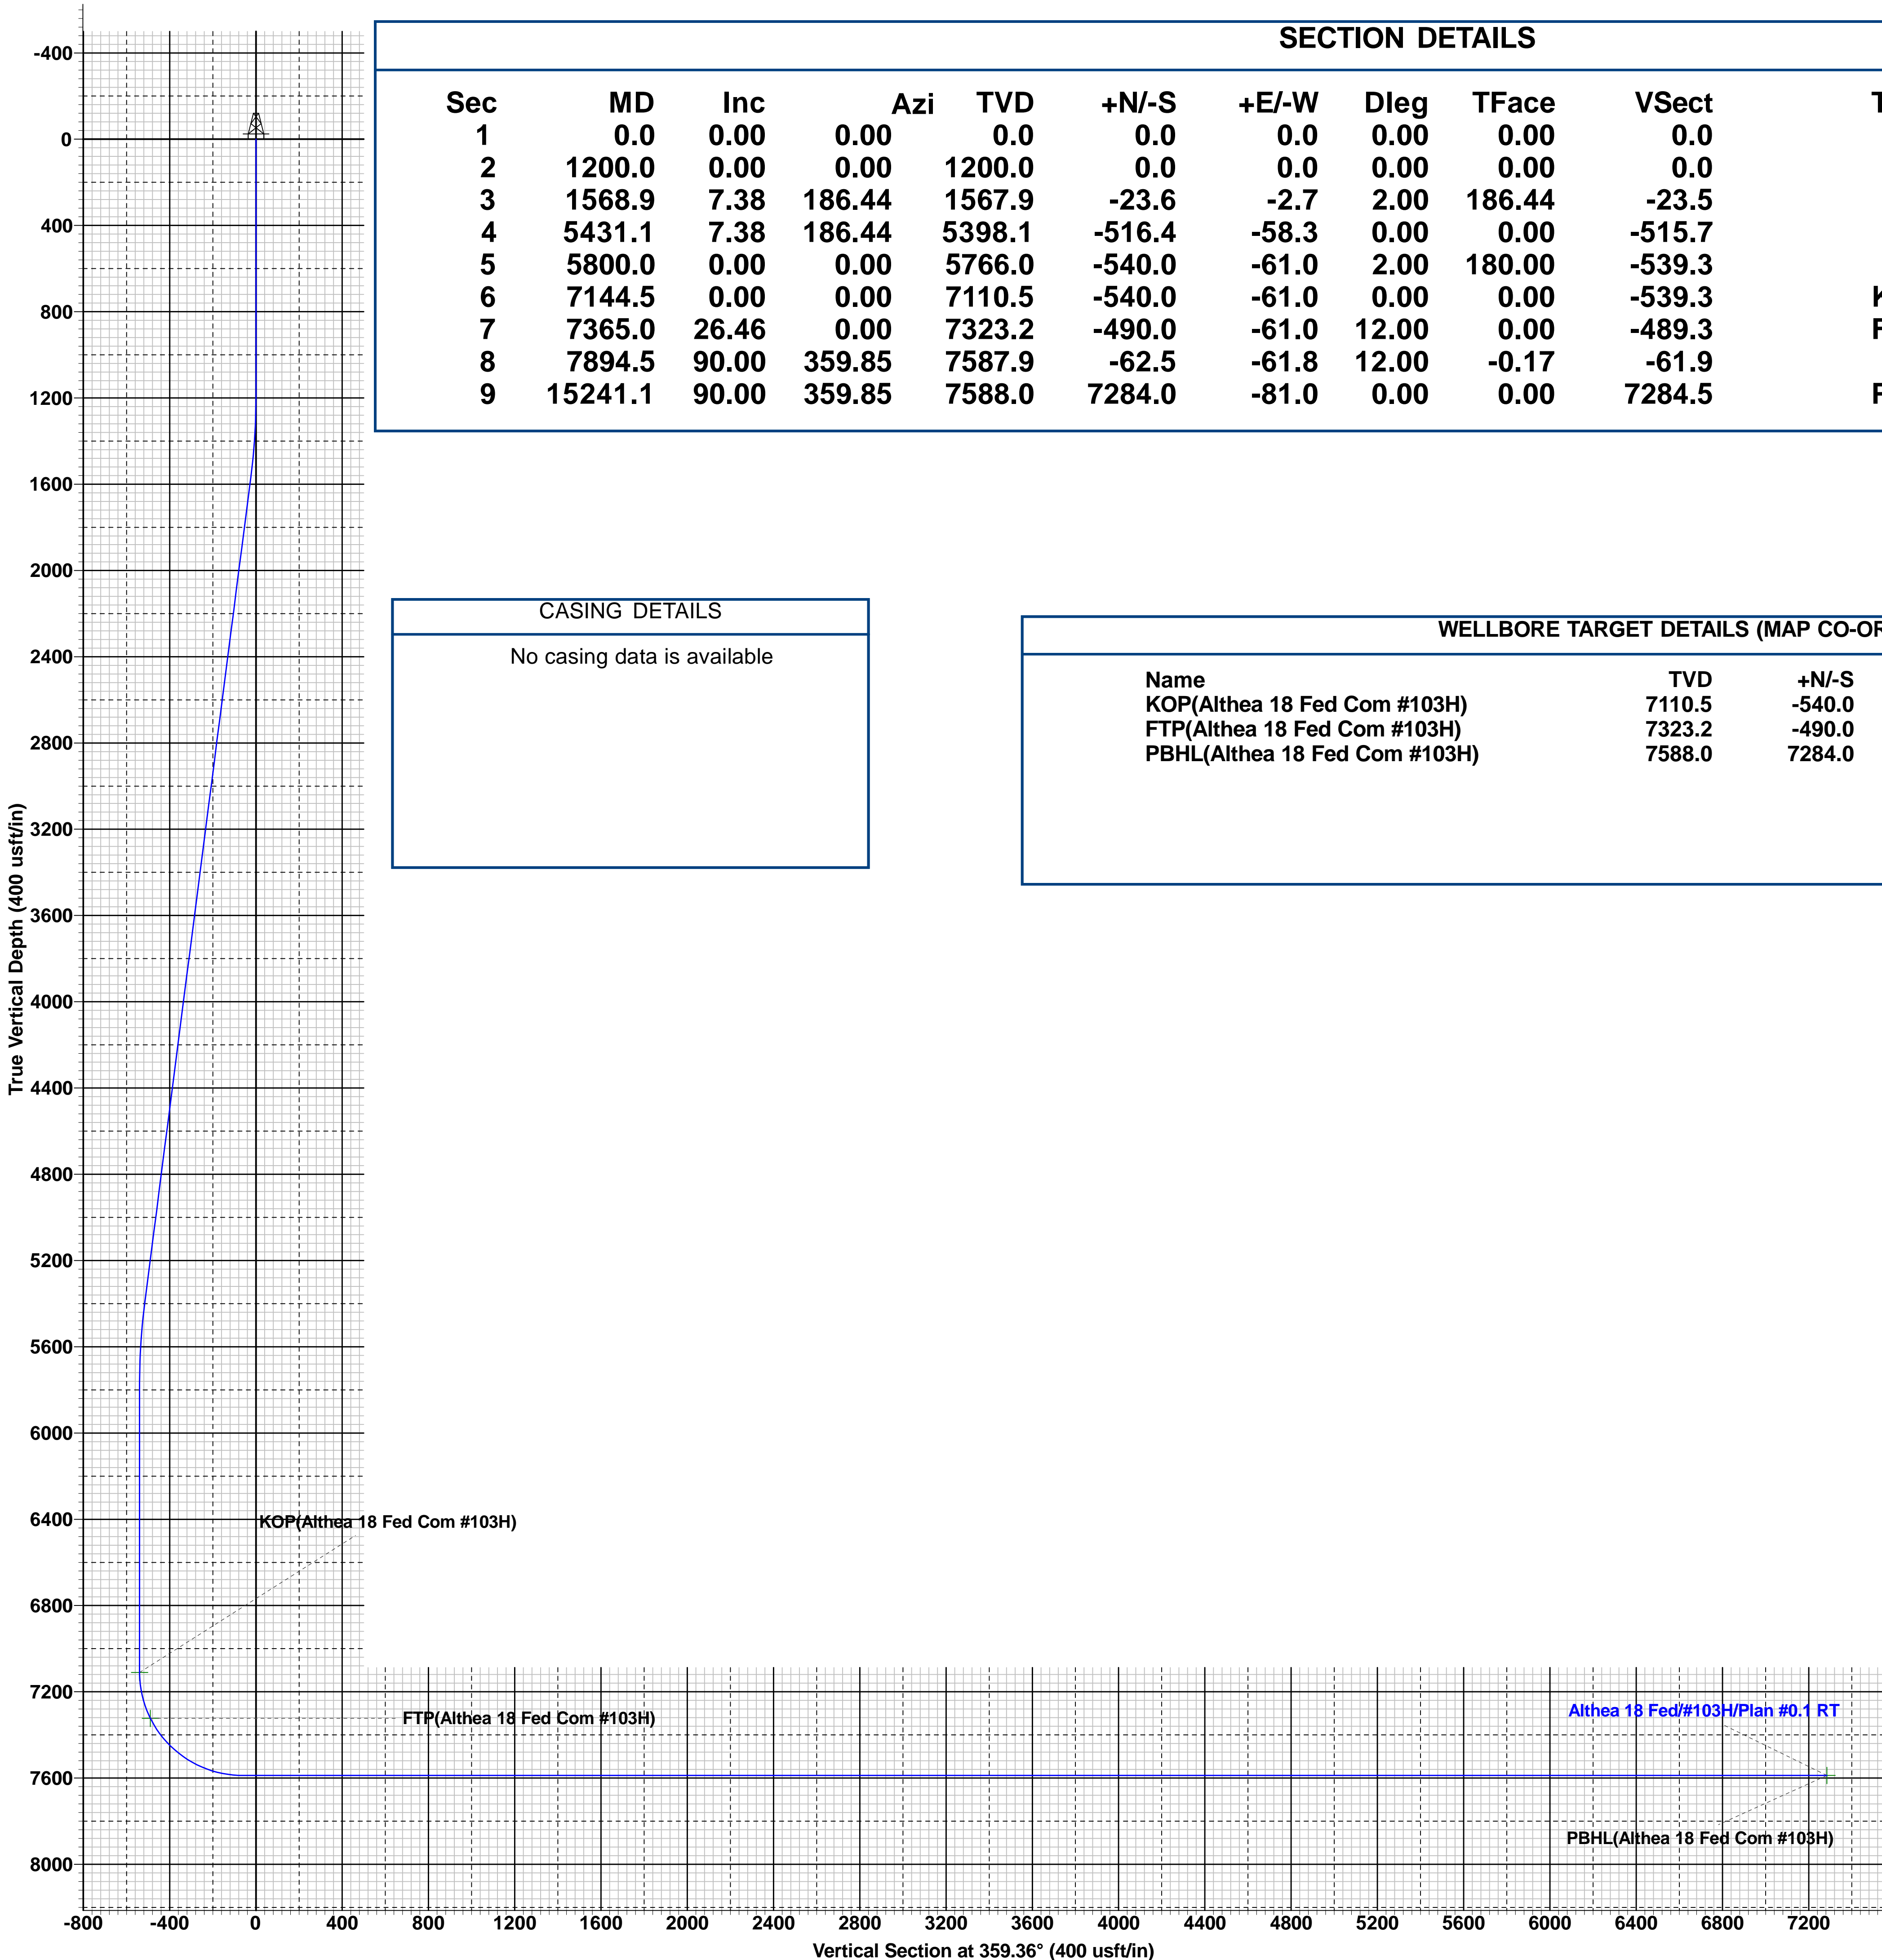 SECTION DETAILS
Sec MD Inc Azi TVD +N/-S +E/-W Dleg TFace VSect T
1 0.0 0.00 0.00 0.0 0.0 0.0 0.00 0.00 0.0
2 1200.0 0.00 0.00 1200.0 0.0 0.0 0.00 0.00 0.0
3 1568.9 7.38 186.44 1567.9 -23.6 -2.7 2.00 186.44 -23.5
4 5431.1 7.38 186.44 5398.1 -516.4 -58.3 0.00 0.00 -515.7
5 5800.0 0.00 0.00 5766.0 -540.0 -61.0 2.00 180.00 -539.3
6 7144.5 0.00 0.00 7110.5 -540.0 -61.0 0.00 0.00 -539.3 K
7 7365.0 26.46 0.00 7323.2 -490.0 -61.0 12.00 0.00 -489.3 F
8 7894.5 90.00 359.85 7587.9 -62.5 -61.8 12.00 -0.17 -61.9
9 15241.1 90.00 359.85 7588.0 7284.0 -81.0 0.00 0.00 7284.5 P
CASING DETAILS
No casing data is available
WELLBORE TARGET DETAILS (MAP CO-OR
Name TVD +N/-S
KOP(Althea 18 Fed Com #103H) 7110.5 -540.0
FTP(Althea 18 Fed Com #103H) 7323.2 -490.0
PBHL(Althea 18 Fed Com #103H) 7588.0 7284.0
True Vertical Depth (400 usft/in)
-400
0
400
800
1200
1600
2000
2400
2800
3200
3600
4000
4400
4800
5200
5600
6000
6400
6800
7200
7600
8000
KOP(Althea 18 Fed Com #103H)
FTP(Althea 18 Fed Com #103H)
Althea 18 Fed/#103H/Plan #0.1 RT
PBHL(Althea 18 Fed Com #103H)
-800 -400 0 400 800 1200 1600 2000 2400 2800 3200 3600 4000 4400 4800 5200 5600 6000 6400 6800 7200
Vertical Section at 359.36° (400 usft/in)